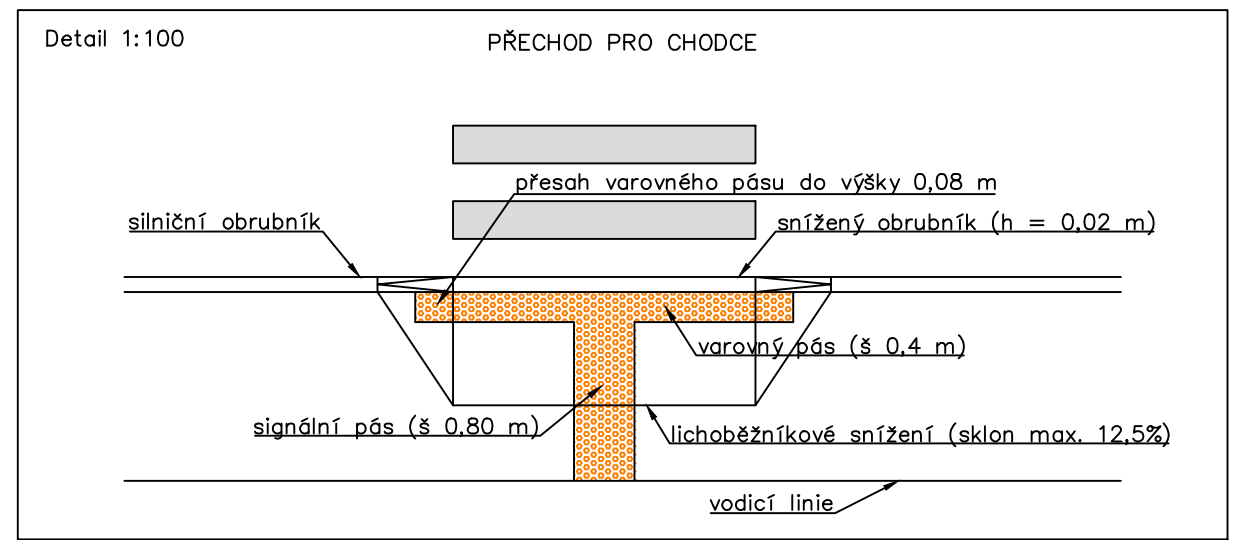 Detail 1:100
PŘECHOD PRO CHODCE
přesah varovného pásu do výšky 0,08 m
silniční obrubník
snížený obrubník (h = 0,02 m)
varovný pás (š 0,4 m)
signální pás (š 0,80 m)
lichoběžníkové snížení (sklon max. 12,5%)
vodicí linie